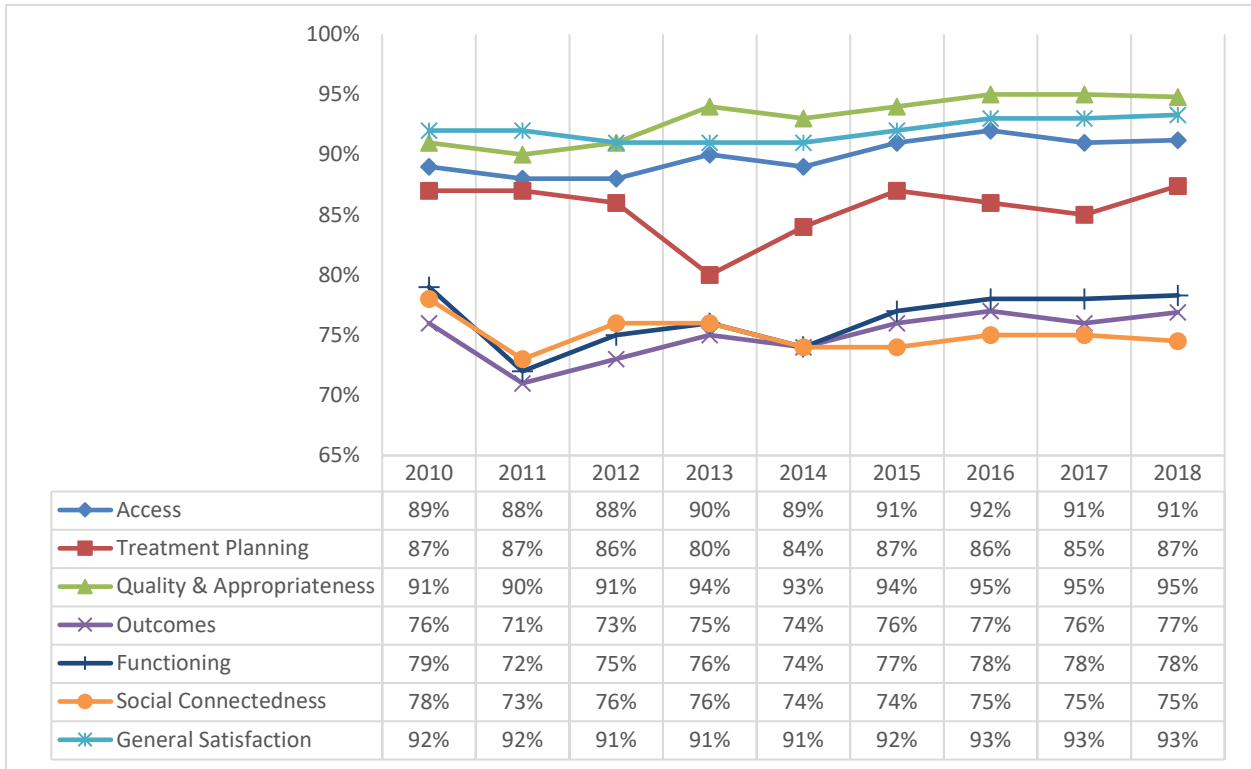 100%
95%
90%
85%
80%
75%
70%
65%
2010 2011 2012 2013 2014 2015 2016 2017 2018
Access 89% 88% 88% 90% 89% 91% 92% 91% 91%
Treatment Planning 87% 87% 86% 80% 84% 87% 86% 85% 87%
Quality & Appropriateness 91% 90% 91% 94% 93% 94% 95% 95% 95%
Outcomes 76% 71% 73% 75% 74% 76% 77% 76% 77%
Functioning 79% 72% 75% 76% 74% 77% 78% 78% 78%
Social Connectedness 78% 73% 76% 76% 74% 74% 75% 75% 75%
General Satisfaction 92% 92% 91% 91% 91% 92% 93% 93% 93%